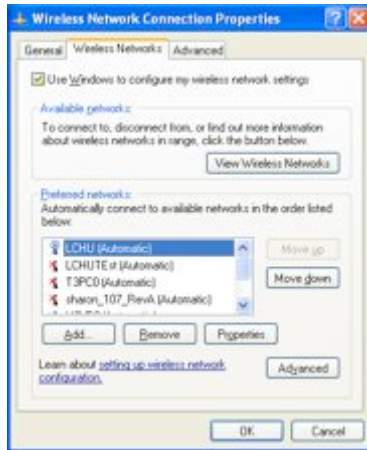 Wireless Network Connection Properties
General Wireless Networks Advanced
Use Windows to configure my wireless network settings
Available networks:
To connect to, disconnect from, or find out more information
about wireless networks in range, click the button below.
View Wireless Networks
Preferred networks:
Automatically connect to available networks in the order listed
below:
LCHU (Automatic)
LCHUTEst (Automatic)
T3PC0 (Automatic)
sharon_107_RevA (Automatic)
Move up
Move down
Add... Remove Properties
Learn about setting up wireless network
configuration.
Advanced
OK Cancel